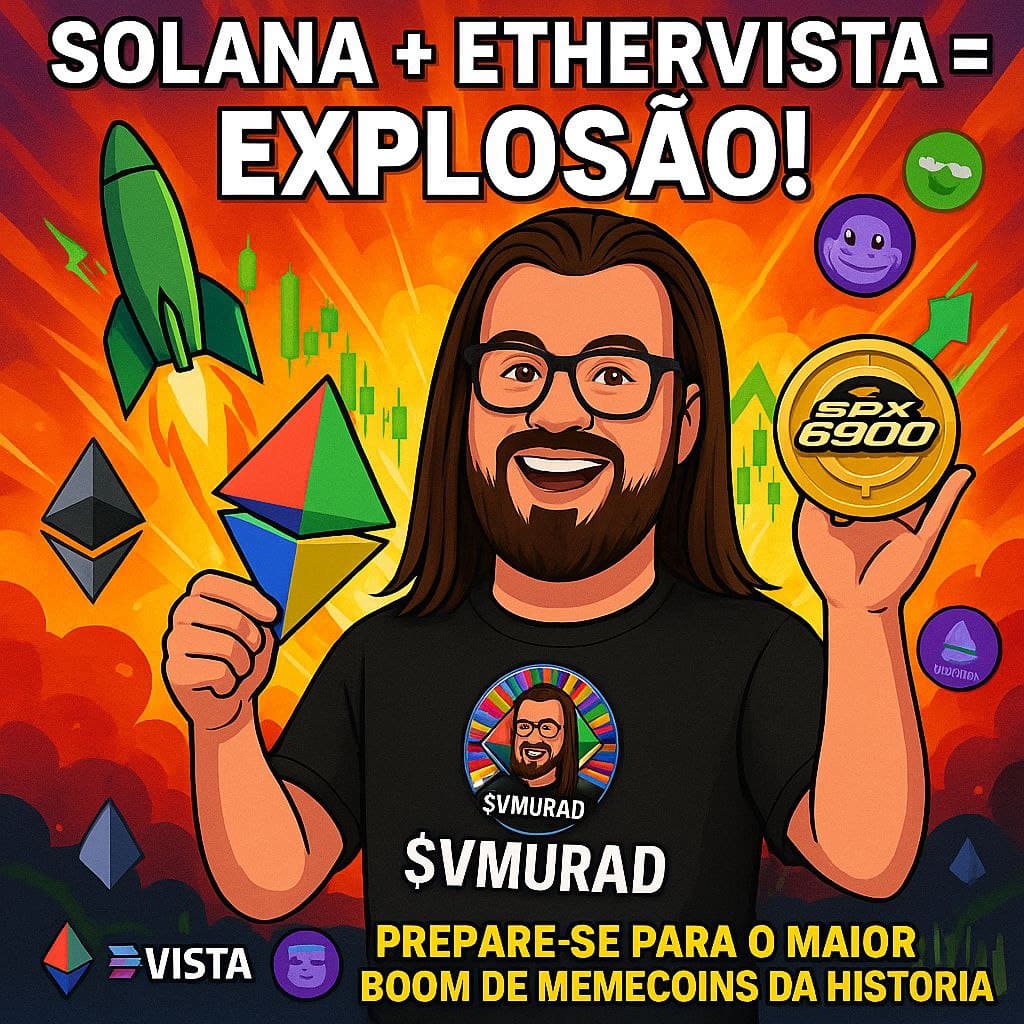 SOLANA + ETHERVISTA =
EXPLOSÃO!
SPX
6900
$VMURAD
$VMURAD
VISTA
PREPARE-SE PARA O MAIOR
BOOM DE MEMECOINS DA HISTORIA